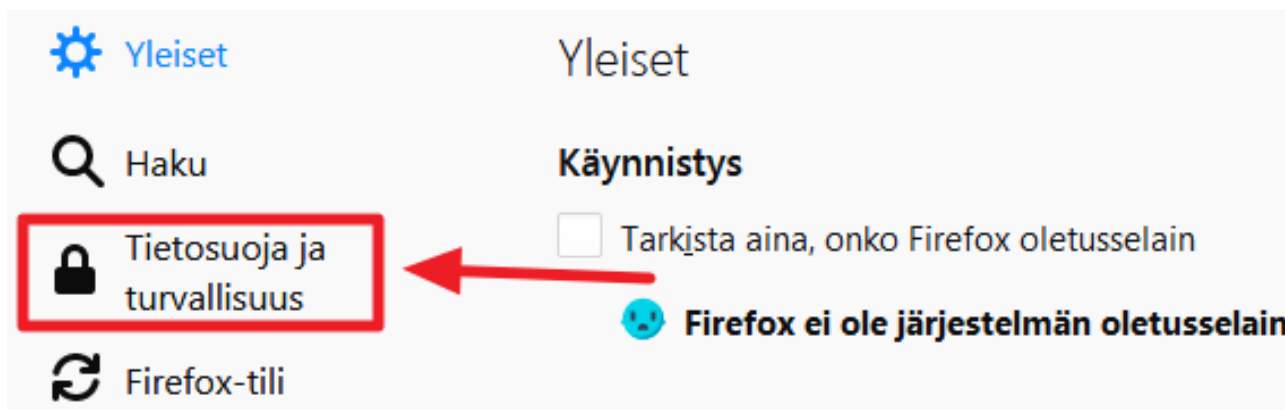 Yleiset
Haku
Tietosuoja ja
turvallisuus
Firefox-tili
Yleiset
Käynnistys
Tarkista aina, onko Firefox oletusselain
Firefox ei ole järjestelmän oletusselain